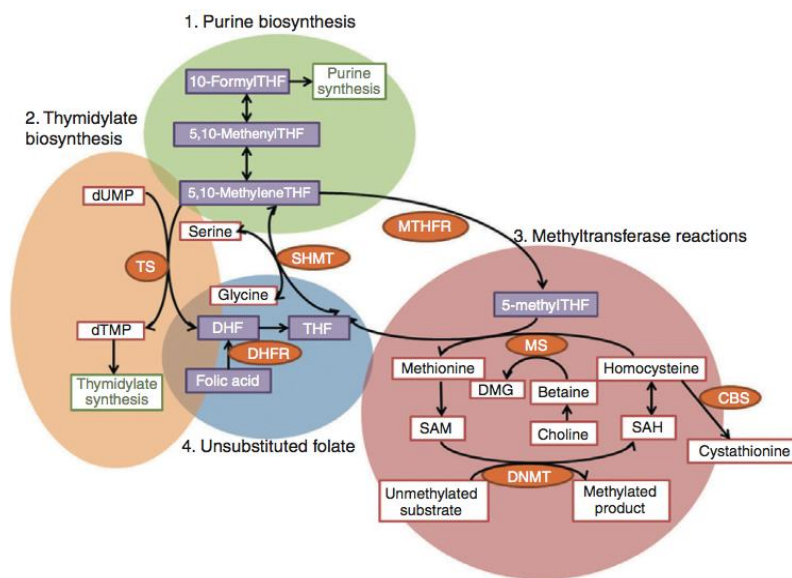 1. Purine biosynthesis
10-FormylTHF
Purine
synthesis
2. Thymidylate
biosynthesis
5,10-MethenylTHF
dUMP
5,10-MethyleneTHF
Serine
MTHFR
3. Methyltransferase reactions
TS
SHMT
Glycine
5-methylTHF
dTMP
DHF
THF
DHFR
MS
Methionine
Homocysteine
Thymidylate
synthesis
Folic acid
DMG
Betaine
CBS
4. Unsubstituted folate
SAM
Choline
SAH
Cystathionine
DNMT
Unmethylated
substrate
Methylated
product